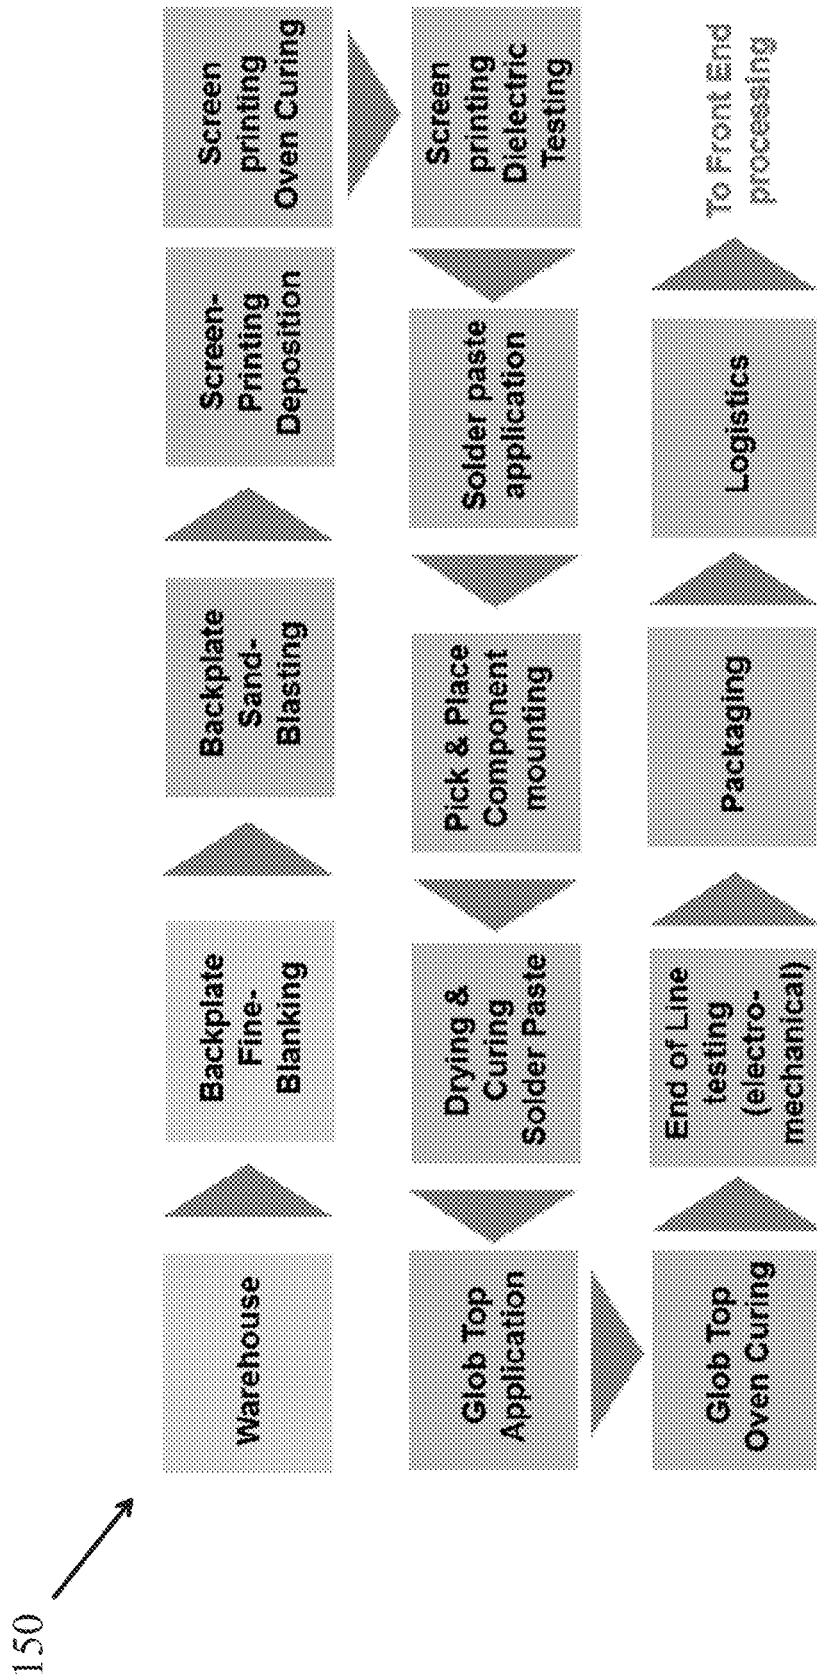 150
Warehouse
Backplate
Fine-
Blanking
Backplate
Sand-
Blasting
Screen-
Printing
Deposition
Screen
printing
Oven Curing
Screen
printing
Dielectric
Testing
Solder paste
application
Pick & Place
Component
mounting
Drying &
Curing
Solder Paste
Glob Top
Application
Glob Top
Oven Curing
End of Line
testing
(electro-
mechanical)
Packaging
Logistics
To Front End
processing